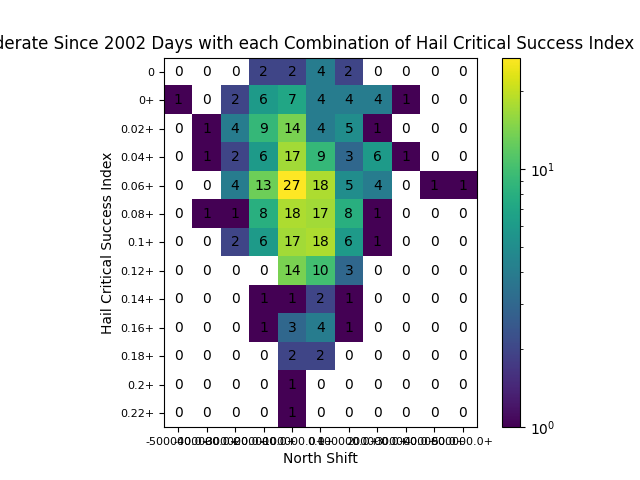 derate Since 2002 Days with each Combination of Hail Critical Success Index
0 0 0 0 2 2 4 2 0 0 0 0
0+ 1 0 2 6 7 4 4 4 1 0 0
0.02+ 0 1 4 9 14 4 5 1 0 0 0
0.04+ 0 1 2 6 17 9 3 6 1 0 0
0.06+ 0 0 4 13 27 18 5 4 0 1 1
0.08+ 0 1 1 8 18 17 8 1 0 0 0
0.1+ 0 0 2 6 17 18 6 1 0 0 0
0.12+ 0 0 0 0 14 10 3 0 0 0 0
0.14+ 0 0 0 1 1 2 1 0 0 0 0
0.16+ 0 0 0 1 3 4 1 0 0 0 0
0.18+ 0 0 0 0 2 2 0 0 0 0 0
0.2+ 0 0 0 0 1 0 0 0 0 0 0
0.22+ 0 0 0 0 1 0 0 0 0 0 0
North Shift
Hail Critical Success Index
10¹
10⁰